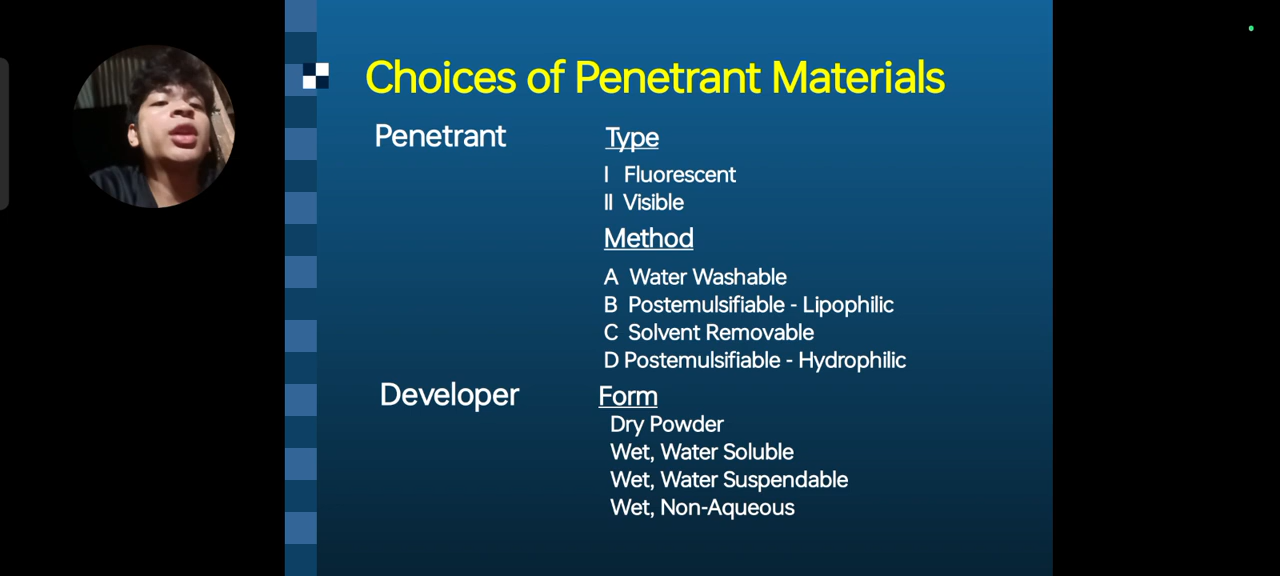 Choices of Penetrant Materials
Penetrant
Type
I Fluorescent
II Visible
Method
A Water Washable
B Postemulsifiable - Lipophilic
C Solvent Removable
D Postemulsifiable - Hydrophilic
Developer
Form
Dry Powder
Wet, Water Soluble
Wet, Water Suspendable
Wet, Non-Aqueous